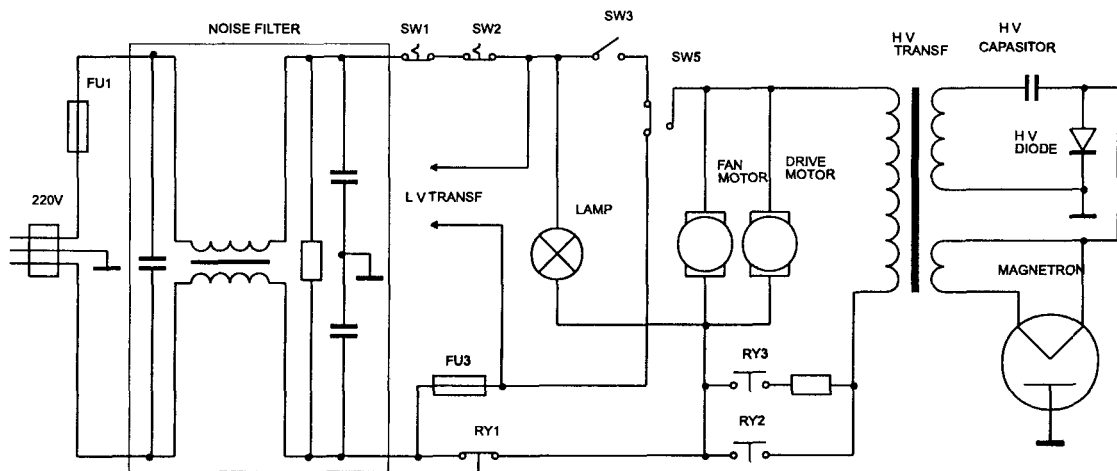 NOISE FILTER
SW1
SW2
SW3
SW5
H V
TRANSF
H V
CAPASITOR
FU1
H V
DIODE
FAN
MOTOR
DRIVE
MOTOR
220V
L V TRANSF
LAMP
MAGNETRON
FU3
RY3
RY1
RY2